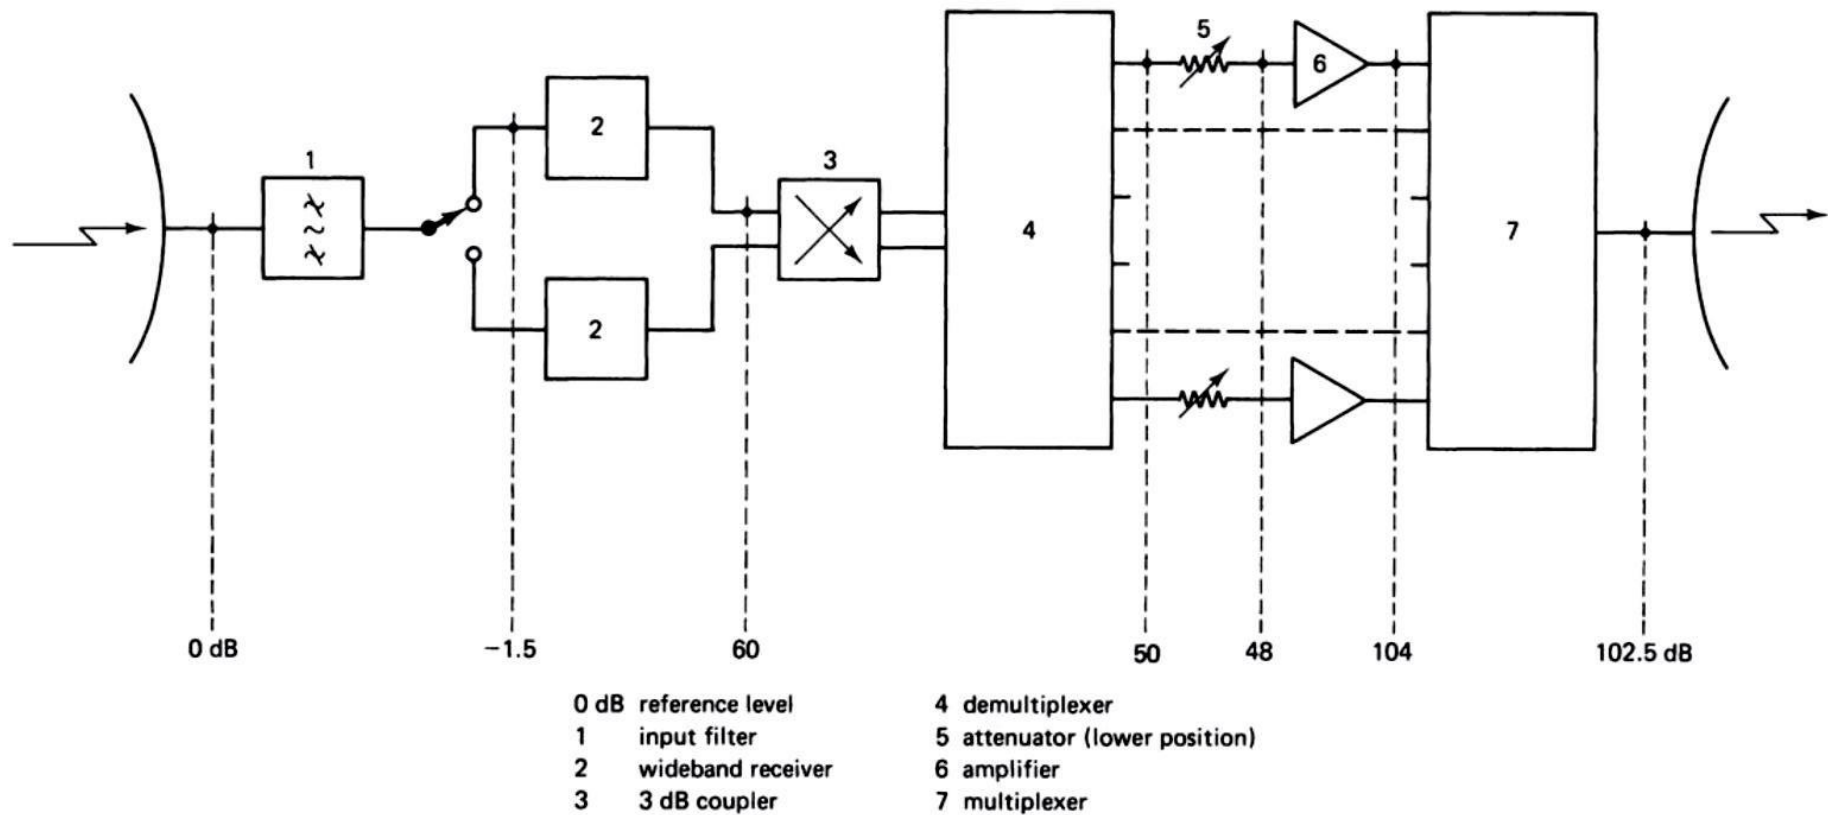 5
6
1
2
3
4
7
2
0 dB
−1.5
60
50
48
104
102.5 dB
0 dB reference level
1 input filter
2 wideband receiver
3 3 dB coupler
4 demultiplexer
5 attenuator (lower position)
6 amplifier
7 multiplexer